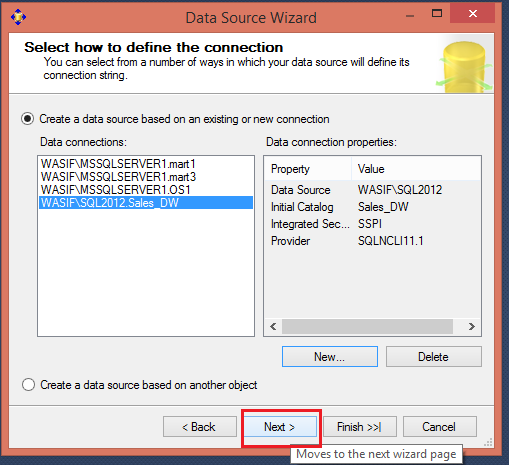 Data Source Wizard
Select how to define the connection
You can select from a number of ways in which your data source will define its
connection string.
Create a data source based on an existing or new connection
Data connections:
Data connection properties:
WASIF\MSSQLSERVER1.mart1
WASIF\MSSQLSERVER1.mart3
WASIF\MSSQLSERVER1.OS1
WASIF\SQL2012.Sales_DW
Property Value
Data Source WASIF\SQL2012
Initial Catalog Sales_DW
Integrated Sec... SSPI
Provider SQLNCLI11.1
New... Delete
Create a data source based on another object
< Back Next > Finish >>| Cancel
Moves to the next wizard page